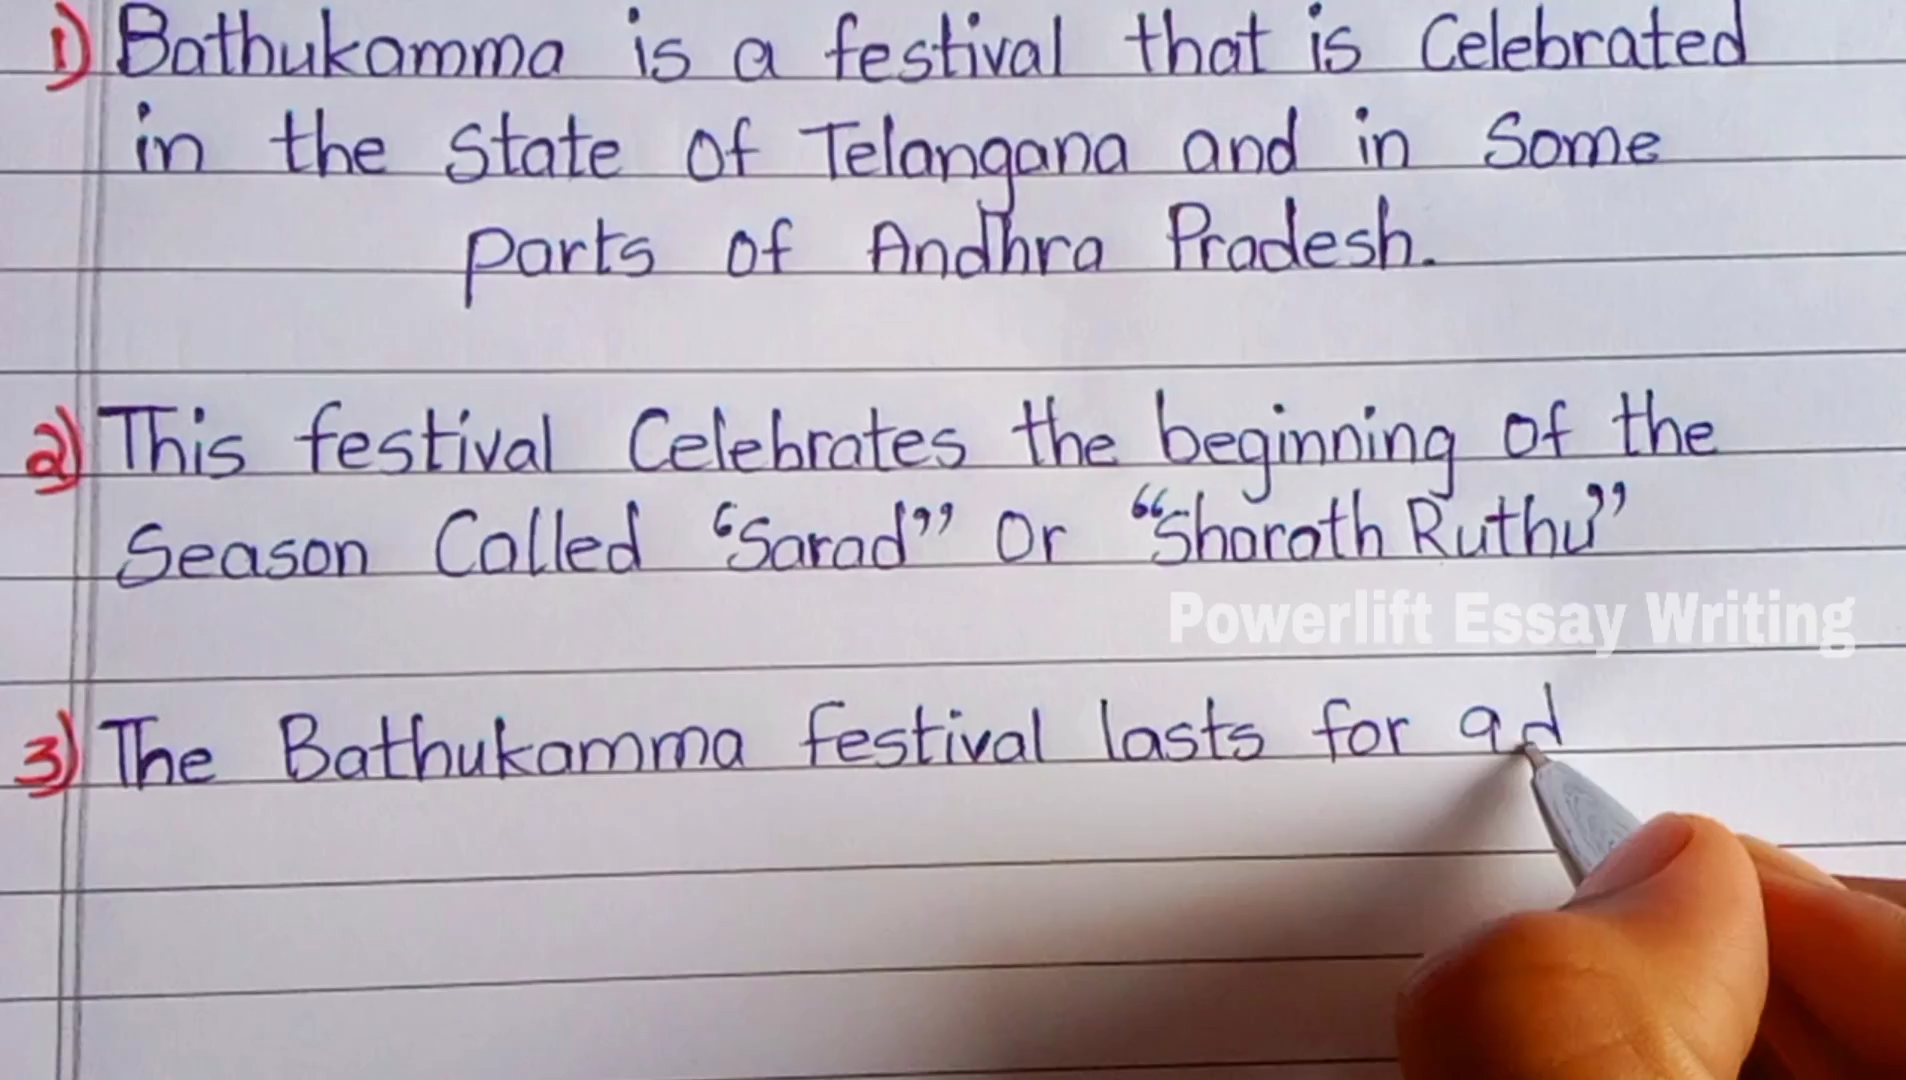 1) Bathukamma is a festival that is Celebrated
in the state of Telangana and in Some
parts of Andhra Pradesh.
2) This festival Celebrates the beginning of the
Season Called ‘Sarad” Or “Sharath Ruthu”
Powerlift Essay Writing
3) The Bathukamma festival lasts for 9 d